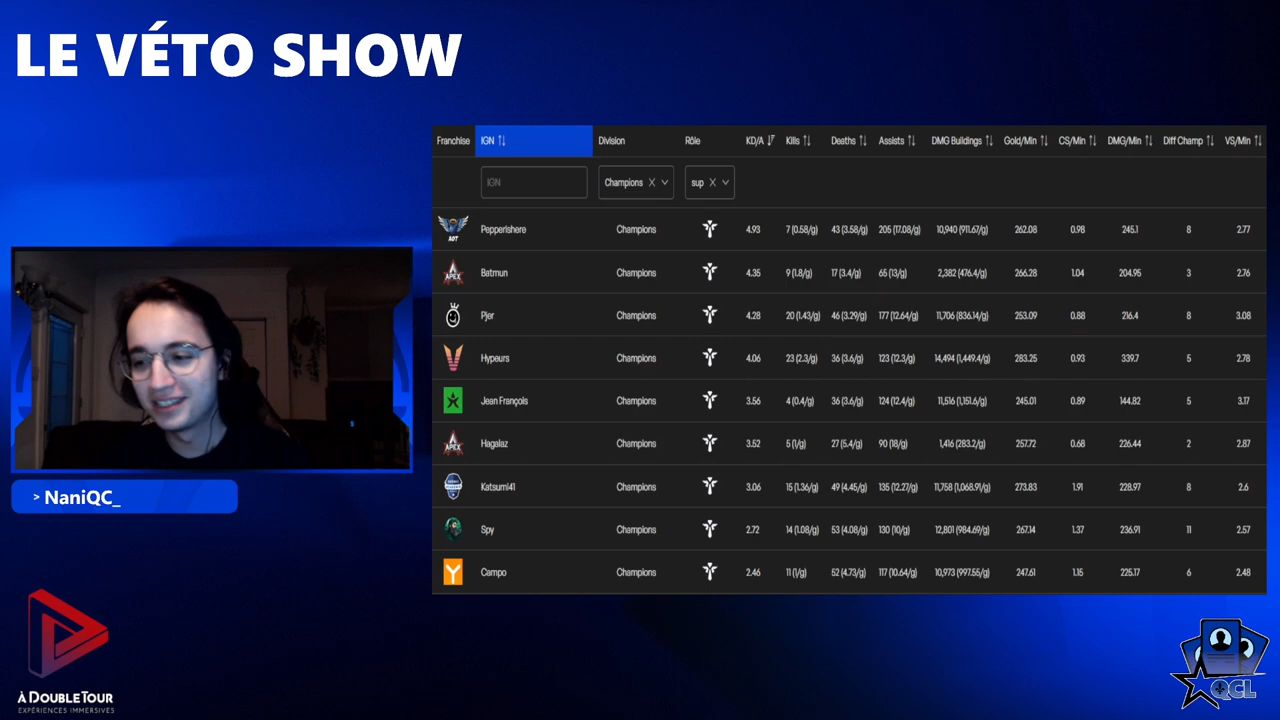 LE VÉTO SHOW
Franchise IGN Division Rôle KD/A Kills Deaths Assists DMG Buildings Gold/Min CS/Min DMG/Min Diff Champ VS/Min
IGN Champions X sup X
AOT Pepperishere Champions 4.93 7 (0.58/g) 43 (3.58/g) 205 (17.08/g) 10,940 (911.67/g) 262.08 0.98 245.1 8 2.77
APEX Batmun Champions 4.35 9 (1.8/g) 17 (3.4/g) 65 (13/g) 2,382 (476.4/g) 266.28 1.04 204.95 3 2.76
Pjer Champions 4.28 20 (1.43/g) 46 (3.29/g) 177 (12.64/g) 11,706 (836.14/g) 253.09 0.88 216.4 8 3.08
Hypeurs Champions 4.06 23 (2.3/g) 36 (3.6/g) 123 (12.3/g) 14,494 (1,449.4/g) 283.25 0.93 339.7 5 2.78
Jean François Champions 3.56 4 (0.4/g) 36 (3.6/g) 124 (12.4/g) 11,516 (1,151.6/g) 245.01 0.89 144.82 5 3.17
APEX Hagalaz Champions 3.52 5 (1/g) 27 (5.4/g) 90 (18/g) 1,416 (283.2/g) 257.72 0.68 226.44 2 2.87
Katsumi41 Champions 3.06 15 (1.36/g) 49 (4.45/g) 135 (12.27/g) 11,758 (1,068.91/g) 273.83 1.91 228.97 8 2.6
Spy Champions 2.72 14 (1.08/g) 53 (4.08/g) 130 (10/g) 12,801 (984.69/g) 267.14 1.37 236.91 11 2.57
Campo Champions 2.46 11 (1/g) 52 (4.73/g) 117 (10.64/g) 10,973 (997.55/g) 247.61 1.15 225.17 6 2.48
> NaniQC_
À DOUBLE TOUR
EXPÉRIENCES IMMERSIVES
QCL